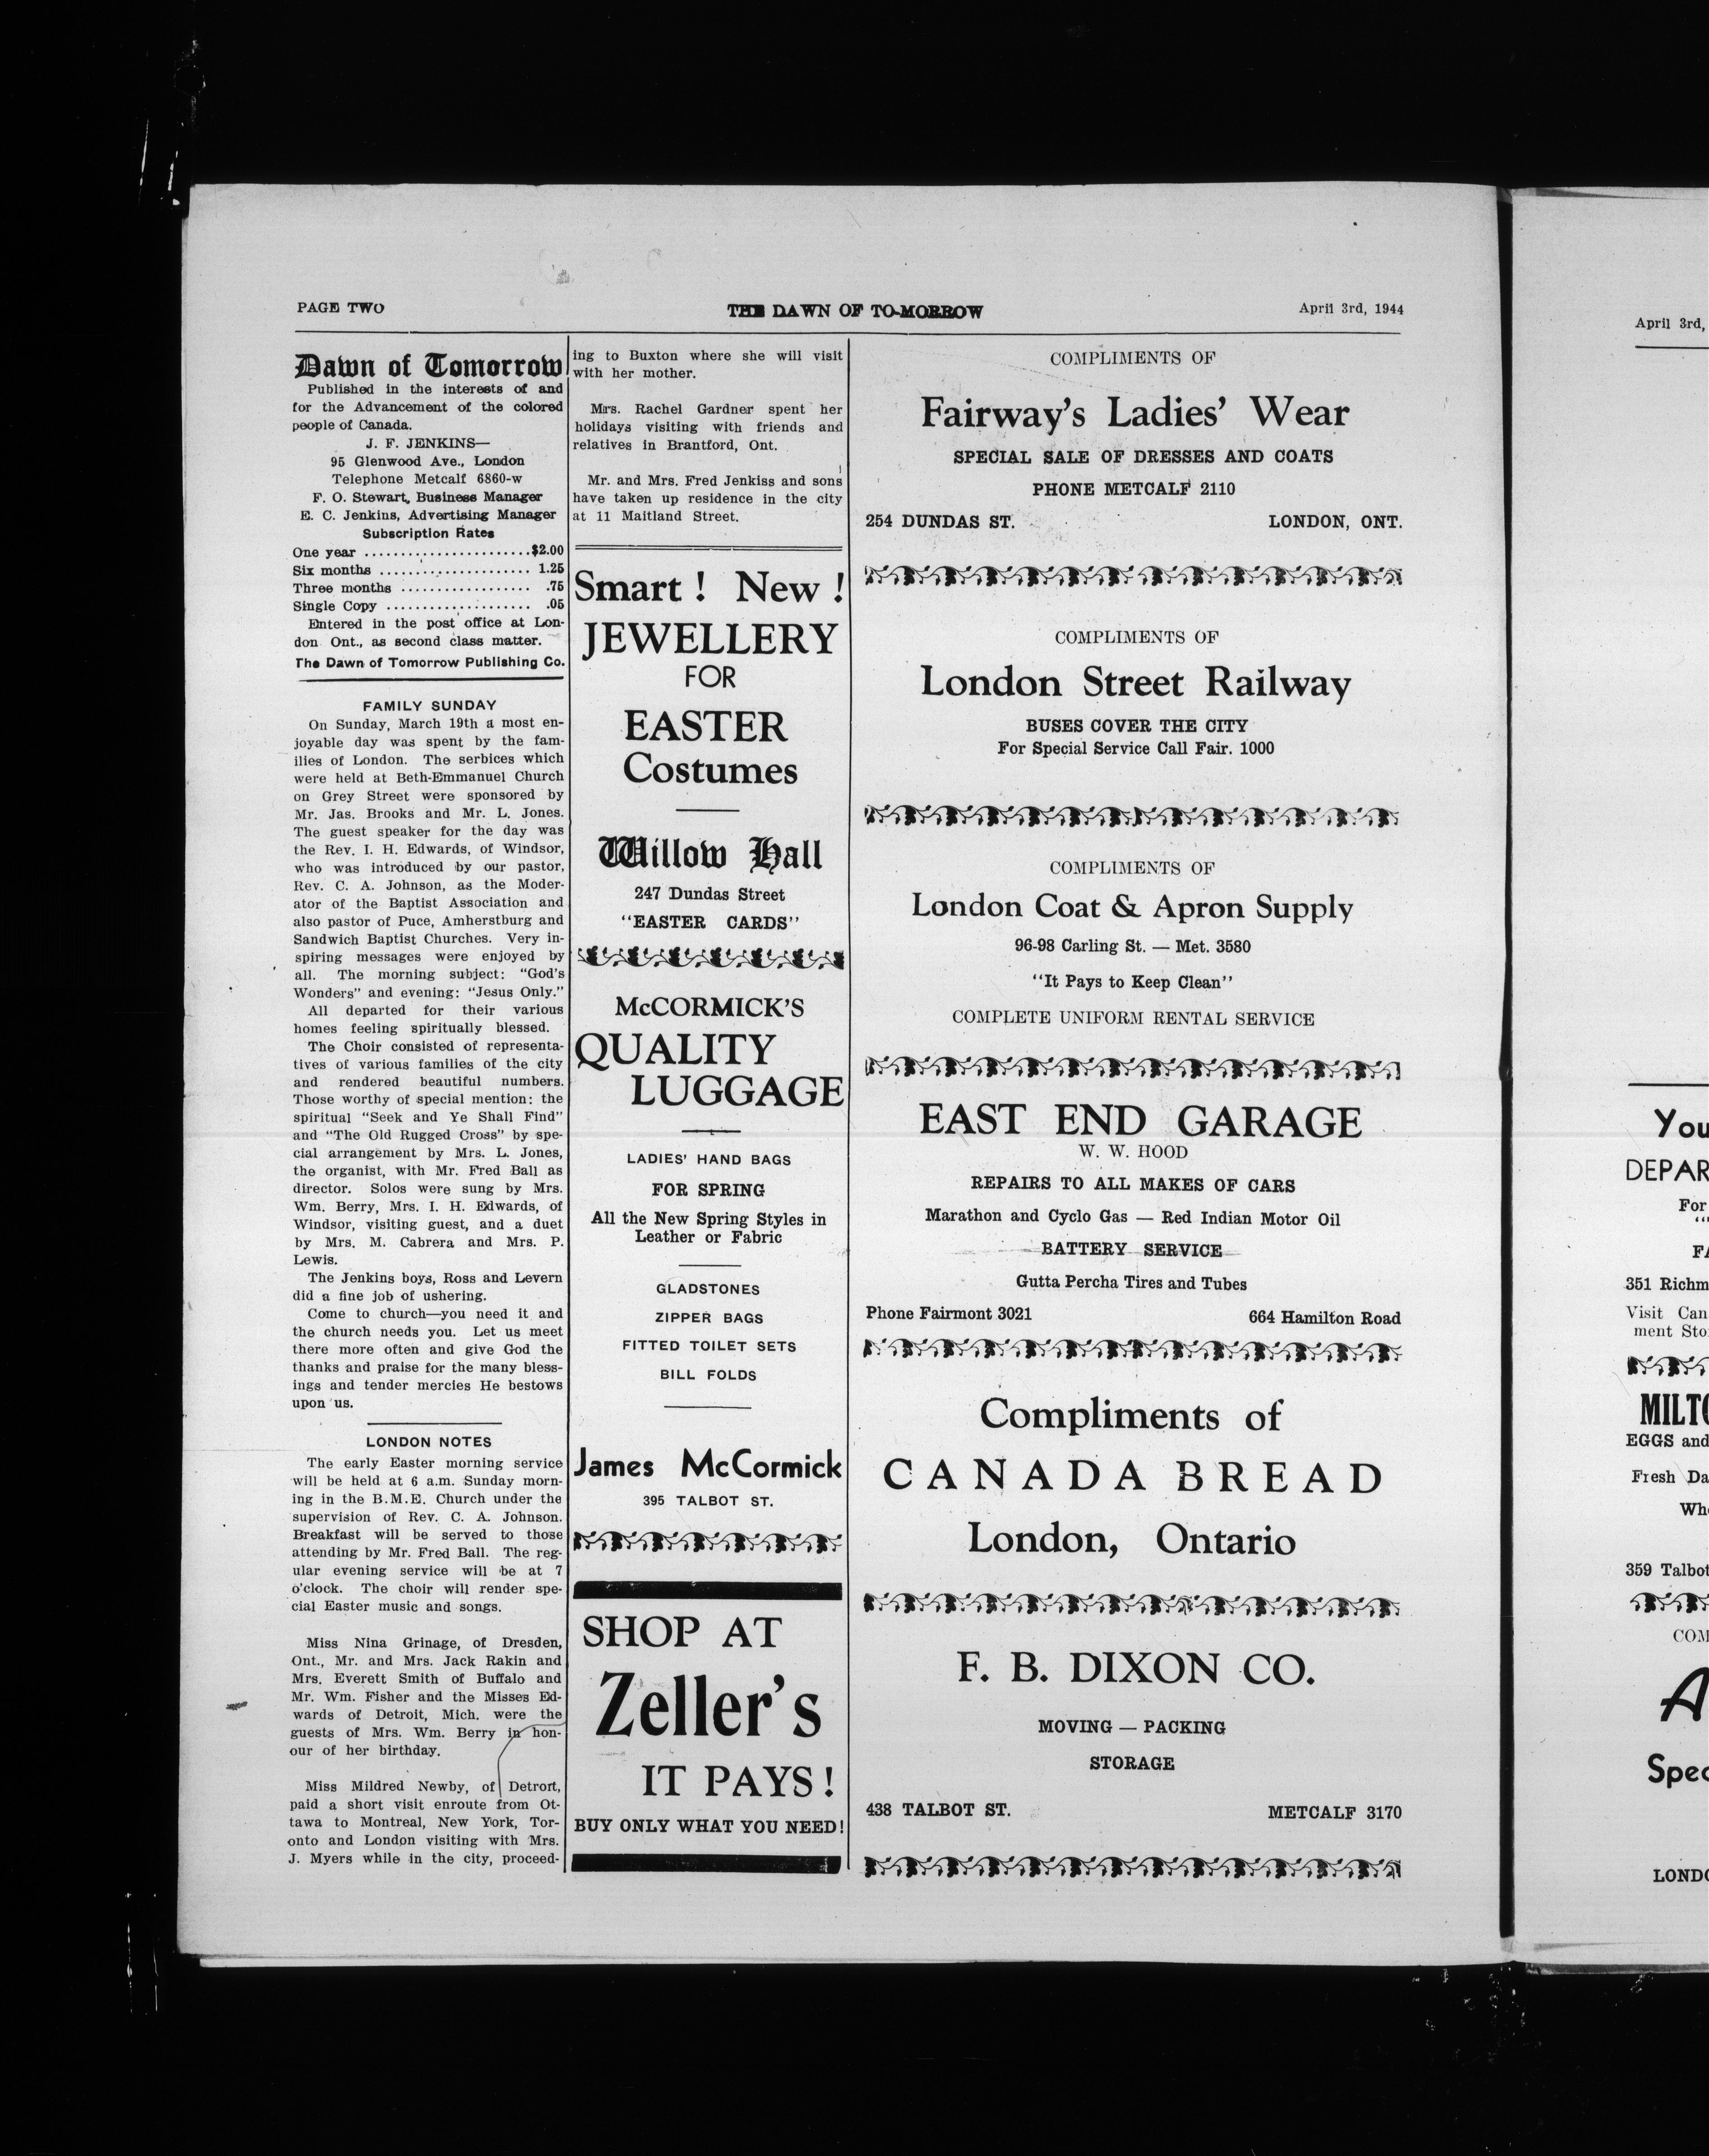 PAGE TWO
THE DAWN OF TO-MORROW
April 3rd, 1944
Dawn of Tomorrow
Published in the interests of and
for the Advancement of the colored
people of Canada.
J. F. JENKINS—
95 Glenwood Ave., London
Telephone Metcalf 6860-w
F. O. Stewart, Business Manager
E. C. Jenkins, Advertising Manager
Subscription Rates
One year .......................$2.00
Six months ..................... 1.25
Three months .................. .75
Single Copy .................... .05
Entered in the post office at Lon-
don Ont., as second class matter.
The Dawn of Tomorrow Publishing Co.
FAMILY SUNDAY
On Sunday, March 19th a most en-
joyable day was spent by the fam-
ilies of London. The serbices which
were held at Beth-Emmanuel Church
on Grey Street were sponsored by
Mr. Jas. Brooks and Mr. L. Jones.
The guest speaker for the day was
the Rev. I. H. Edwards, of Windsor,
who was introduced by our pastor,
Rev. C. A. Johnson, as the Moder-
ator of the Baptist Association and
also pastor of Puce, Amherstburg and
Sandwich Baptist Churches. Very in-
spiring messages were enjoyed by
all. The morning subject: "God's
Wonders" and evening: "Jesus Only."
All departed for their various
homes feeling spiritually blessed.
The Choir consisted of representa-
tives of various families of the city
and rendered beautiful numbers.
Those worthy of special mention: the
spiritual "Seek and Ye Shall Find"
and "The Old Rugged Cross" by spe-
cial arrangement by Mrs. L. Jones,
the organist, with Mr. Fred Ball as
director. Solos were sung by Mrs.
Wm. Berry, Mrs. I. H. Edwards, of
Windsor, visiting guest, and a duet
by Mrs. M. Cabrera and Mrs. P.
Lewis.
The Jenkins boys, Ross and Levern
did a fine job of ushering.
Come to church—you need it and
the church needs you. Let us meet
there more often and give God the
thanks and praise for the many bless-
ings and tender mercies He bestows
upon us.
LONDON NOTES
The early Easter morning service
will be held at 6 a.m. Sunday morn-
ing in the B.M.E. Church under the
supervision of Rev. C. A. Johnson.
Breakfast will be served to those
attending by Mr. Fred Ball. The reg-
ular evening service will be at 7
o'clock. The choir will render spe-
cial Easter music and songs.
Miss Nina Grinage, of Dresden,
Ont., Mr. and Mrs. Jack Rakin and
Mrs. Everett Smith of Buffalo and
Mr. Wm. Fisher and the Misses Ed-
wards of Detroit, Mich. were the
guests of Mrs. Wm. Berry in hon-
our of her birthday.
Miss Mildred Newby, of Detrort,
paid a short visit enroute from Ot-
tawa to Montreal, New York, Tor-
onto and London visiting with Mrs.
J. Myers while in the city, proceed-
ing to Buxton where she will visit
with her mother.
Mrs. Rachel Gardner spent her
holidays visiting with friends and
relatives in Brantford, Ont.
Mr. and Mrs. Fred Jenkiss and sons
have taken up residence in the city
at 11 Maitland Street.
Smart ! New !
JEWELLERY
FOR
EASTER
Costumes
Willow Hall
247 Dundas Street
"EASTER CARDS"
McCORMICK'S
QUALITY
LUGGAGE
LADIES' HAND BAGS
FOR SPRING
All the New Spring Styles in
Leather or Fabric
GLADSTONES
ZIPPER BAGS
FITTED TOILET SETS
BILL FOLDS
James McCormick
395 TALBOT ST.
SHOP AT
Zeller's
IT PAYS !
BUY ONLY WHAT YOU NEED!
COMPLIMENTS OF
Fairway's Ladies' Wear
SPECIAL SALE OF DRESSES AND COATS
PHONE METCALF 2110
254 DUNDAS ST. LONDON, ONT.
COMPLIMENTS OF
London Street Railway
BUSES COVER THE CITY
For Special Service Call Fair. 1000
COMPLIMENTS OF
London Coat & Apron Supply
96-98 Carling St. — Met. 3580
"It Pays to Keep Clean"
COMPLETE UNIFORM RENTAL SERVICE
EAST END GARAGE
W. W. HOOD
REPAIRS TO ALL MAKES OF CARS
Marathon and Cyclo Gas — Red Indian Motor Oil
BATTERY SERVICE
Gutta Percha Tires and Tubes
Phone Fairmont 3021 664 Hamilton Road
Compliments of
CANADA BREAD
London, Ontario
F. B. DIXON CO.
MOVING — PACKING
STORAGE
438 TALBOT ST. METCALF 3170
April 3rd,
You
DEPAR
For
351 Richm
Visit Can
ment Sto
MILTO
EGGS and
Fresh Da
Wh
359 Talbot
COM
A
Spec
LONDO